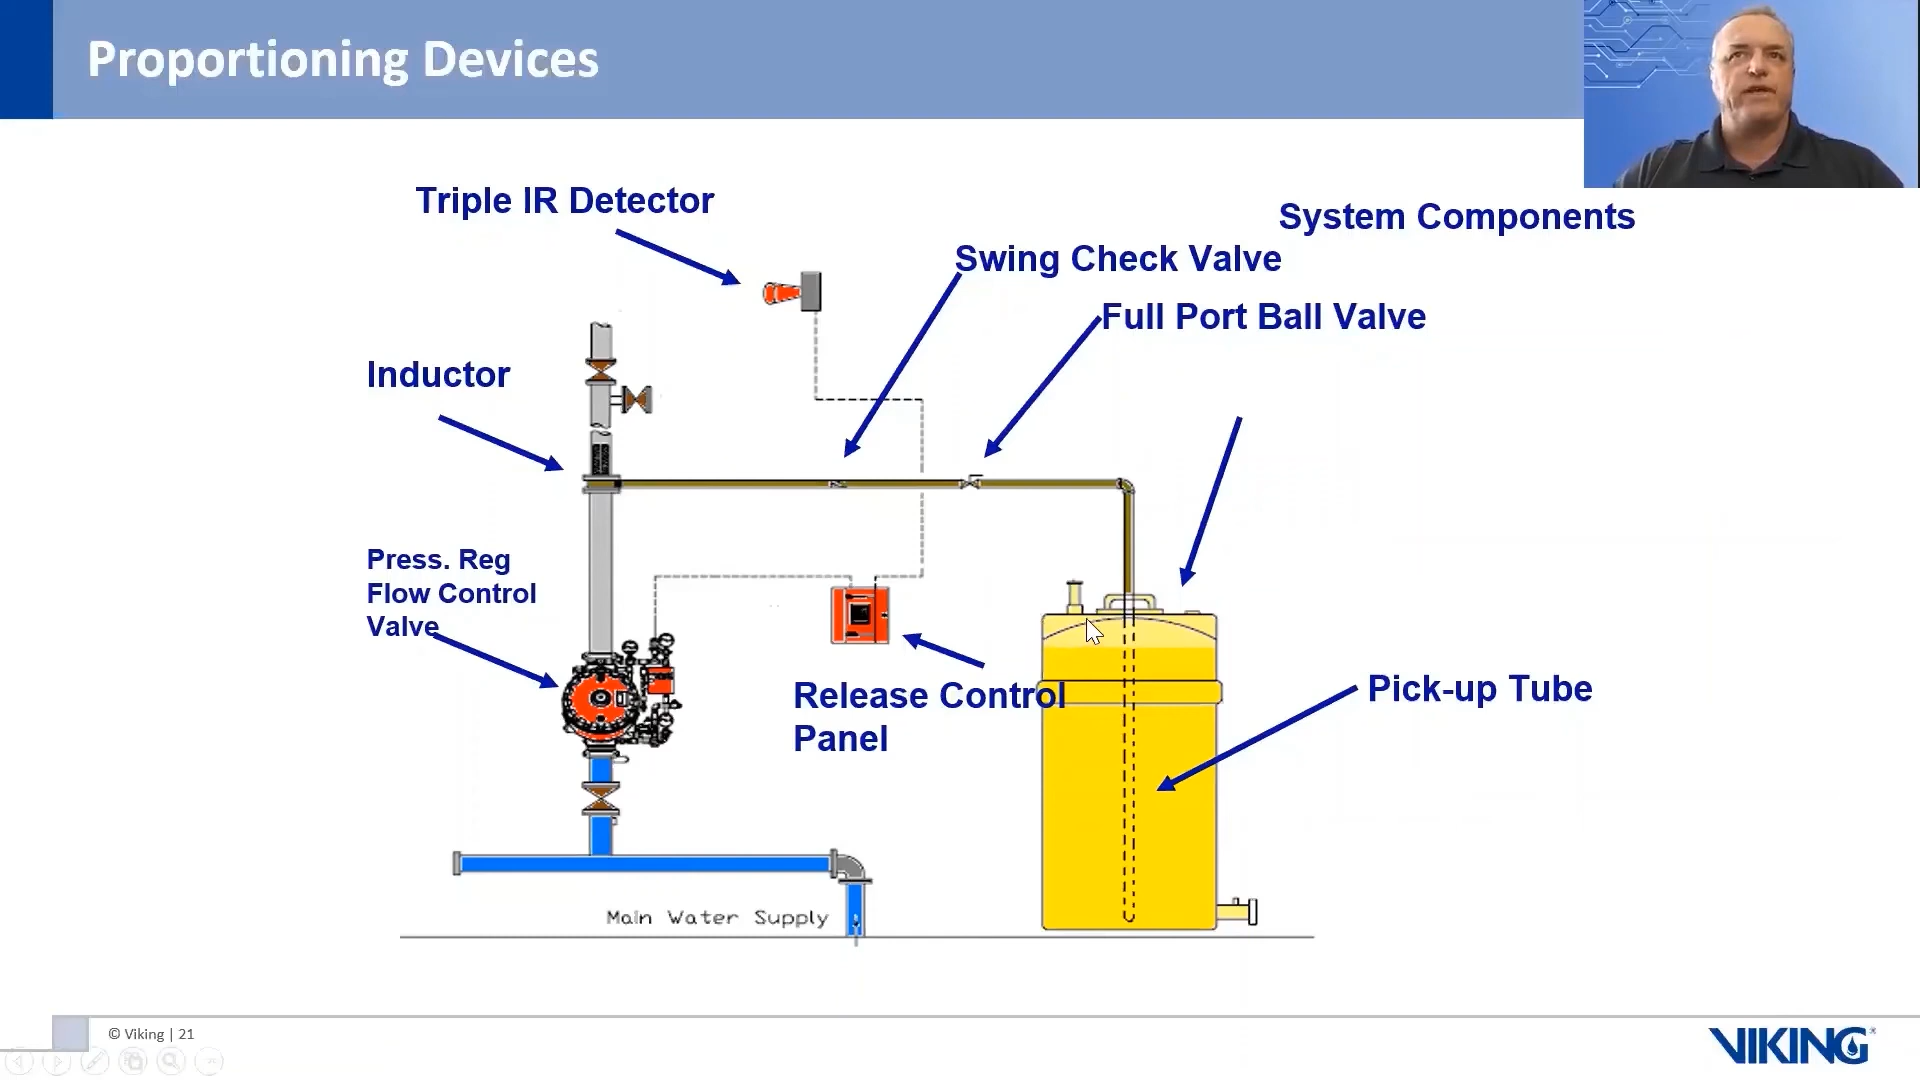 Proportioning Devices
Triple IR Detector
System Components
Swing Check Valve
Full Port Ball Valve
Inductor
Press. Reg
Flow Control
Valve
Release Control
Panel
Pick-up Tube
Main Water Supply
© Viking | 21
VIKING